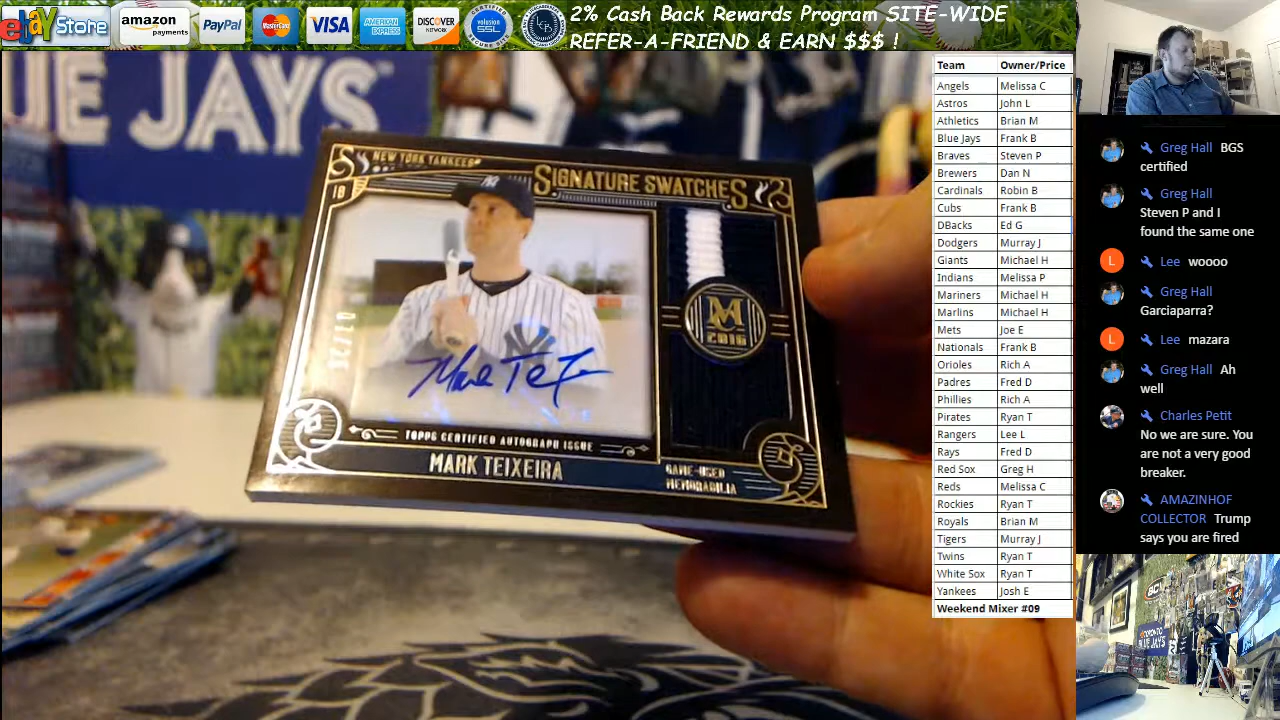 ebay Store
amazon
payments
PayPal
MasterCard
VISA
AMERICAN
EXPRESS
DISCOVER
NETWORK
SSL
2% Cash Back Rewards Program SITE-WIDE
REFER-A-FRIEND & EARN $$$ !
UE JAYS
NEW YORK YANKEES
SIGNATURE SWATCHES
NY
MC
2016
Mark Teixeira
TOPPS CERTIFIED AUTOGRAPH ISSUE
MARK TEIXEIRA
GAME-USED
MEMORABILIA
Team Owner/Price
Angels Melissa C
Astros John L
Athletics Brian M
Blue Jays Frank B
Braves Steven P
Brewers Dan N
Cardinals Robin B
Cubs Frank B
DBacks Ed G
Dodgers Murray J
Giants Michael H
Indians Melissa P
Mariners Michael H
Marlins Michael H
Mets Joe E
Nationals Frank B
Orioles Rich A
Padres Fred D
Phillies Rich A
Pirates Ryan T
Rangers Lee L
Rays Fred D
Red Sox Greg H
Reds Melissa C
Rockies Ryan T
Royals Brian M
Tigers Murray J
Twins Ryan T
White Sox Ryan T
Yankees Josh E
Weekend Mixer #09
Greg Hall BGS
certified
Greg Hall
Steven P and I
found the same one
L Lee woooo
Greg Hall
Garciaparra?
L Lee mazara
Greg Hall Ah
well
Charles Petit
No we are sure. You
are not a very good
breaker.
AMAZINHOF
COLLECTOR Trump
says you are fired